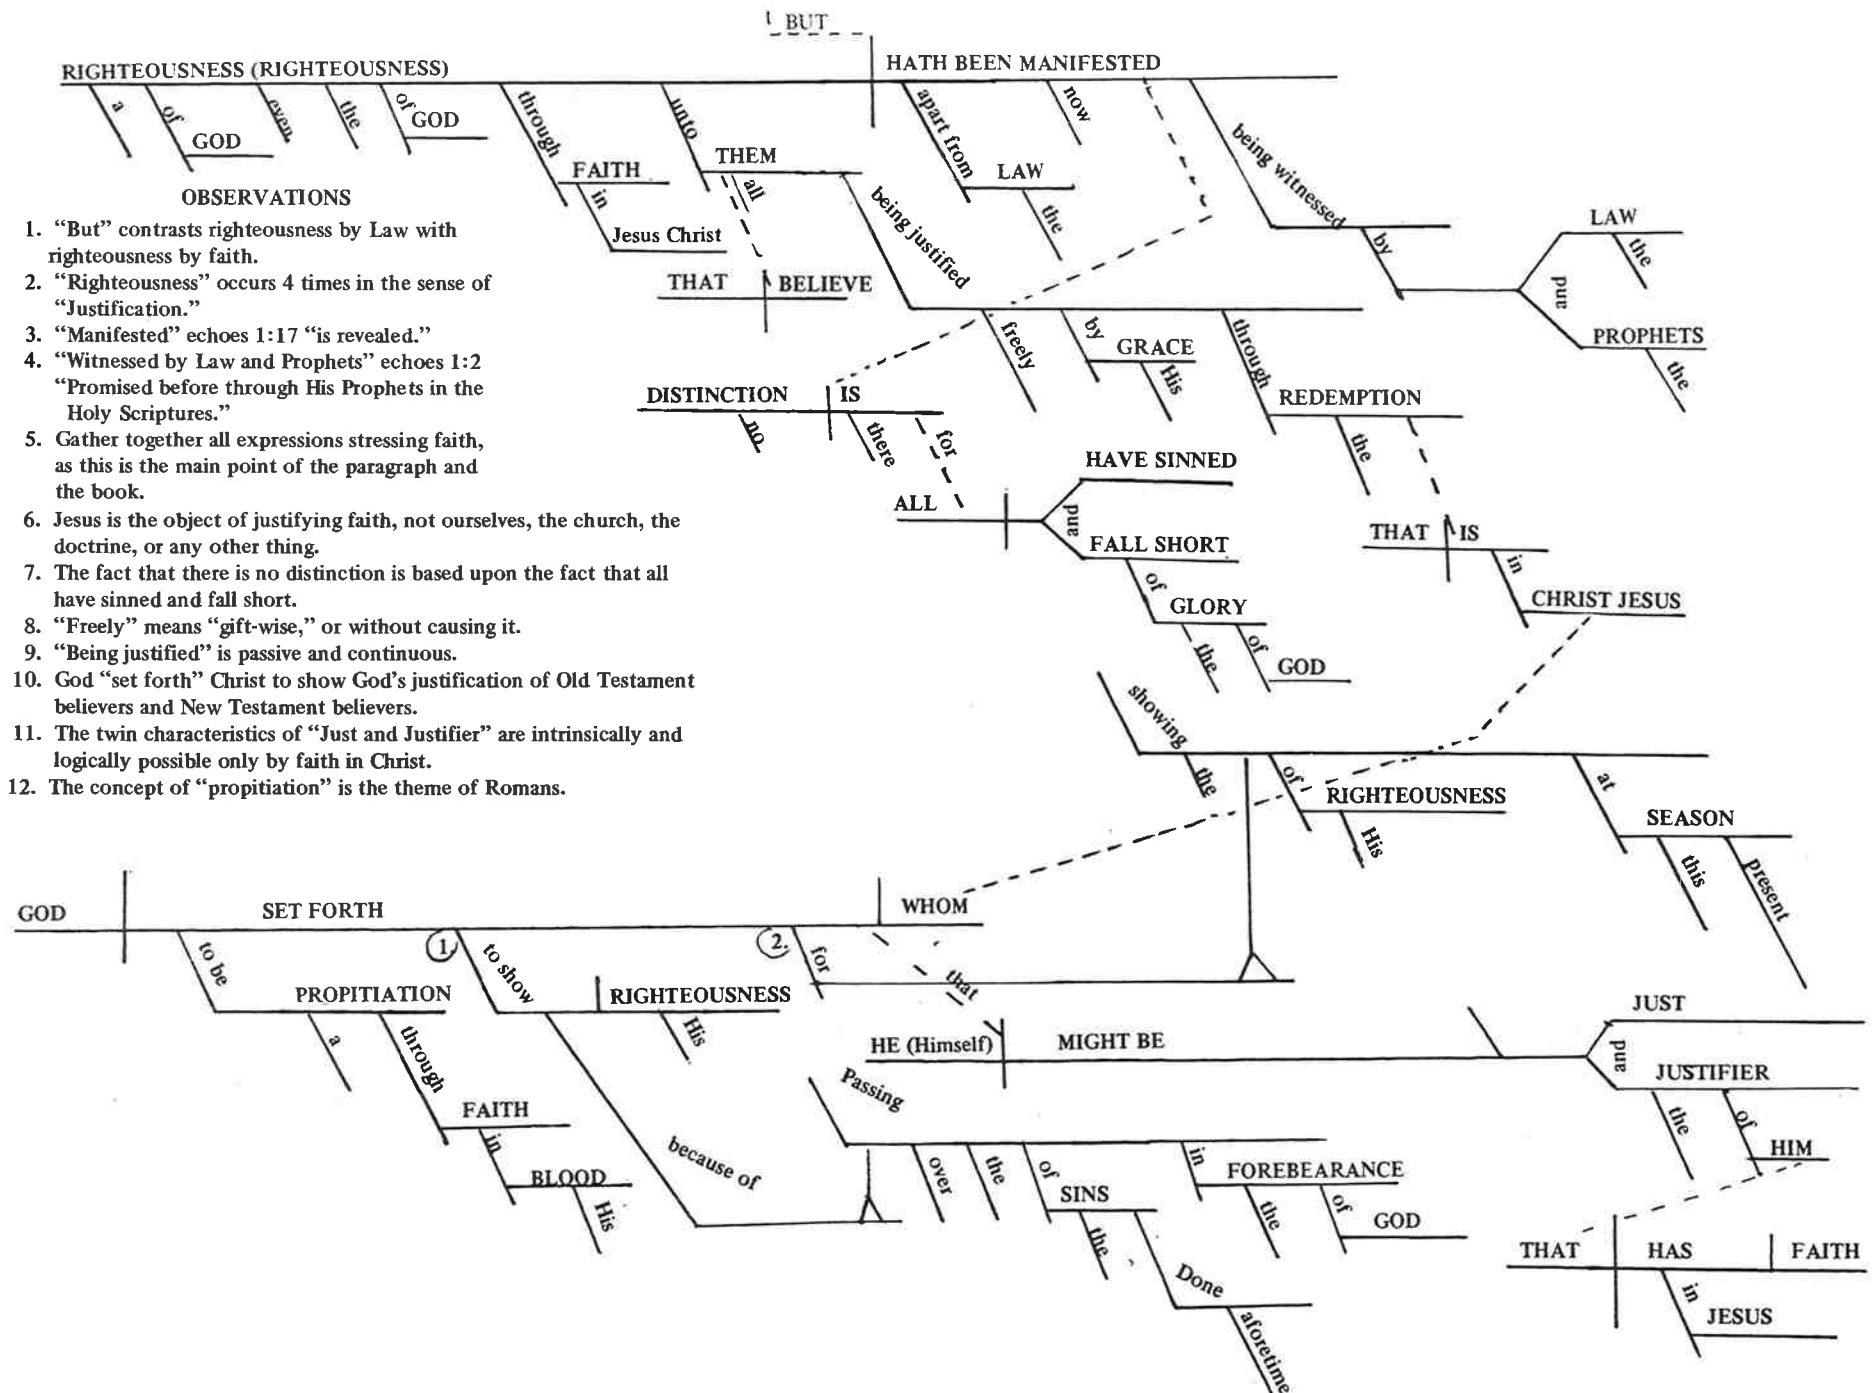 BUT
RIGHTEOUSNESS (RIGHTEOUSNESS)
HATH BEEN MANIFESTED
a
of
GOD
even
the
of
GOD
through
FAITH
in
Jesus Christ
unto
THEM
all
THAT
BELIEVE
being justified
freely
by
GRACE
His
through
REDEMPTION
the
THAT
IS
in
CHRIST JESUS
apart from
LAW
the
now
being witnessed
by
and
LAW
the
PROPHETS
the
DISTINCTION
IS
no
there
for
ALL
and
HAVE SINNED
FALL SHORT
of
GLORY
the
of
GOD
OBSERVATIONS
1. “But” contrasts righteousness by Law with
righteousness by faith.
2. “Righteousness” occurs 4 times in the sense of
“Justification.”
3. “Manifested” echoes 1:17 “is revealed.”
4. “Witnessed by Law and Prophets” echoes 1:2
“Promised before through His Prophets in the
Holy Scriptures.”
5. Gather together all expressions stressing faith,
as this is the main point of the paragraph and
the book.
6. Jesus is the object of justifying faith, not ourselves, the church, the
doctrine, or any other thing.
7. The fact that there is no distinction is based upon the fact that all
have sinned and fall short.
8. “Freely” means “gift-wise,” or without causing it.
9. “Being justified” is passive and continuous.
10. God “set forth” Christ to show God’s justification of Old Testament
believers and New Testament believers.
11. The twin characteristics of “Just and Justifier” are intrinsically and
logically possible only by faith in Christ.
12. The concept of “propitiation” is the theme of Romans.
showing
the
of
RIGHTEOUSNESS
His
at
SEASON
this
present
GOD
SET FORTH
WHOM
to be
PROPITIATION
a
through
FAITH
in
BLOOD
His
1.
to show
RIGHTEOUSNESS
His
2.
for
that
HE (Himself)
MIGHT BE
and
JUST
JUSTIFIER
the
of
HIM
THAT
HAS
FAITH
in
JESUS
because of
Passing
over
the
of
SINS
the
Done
aforetime
in
FOREBEARANCE
the
of
GOD